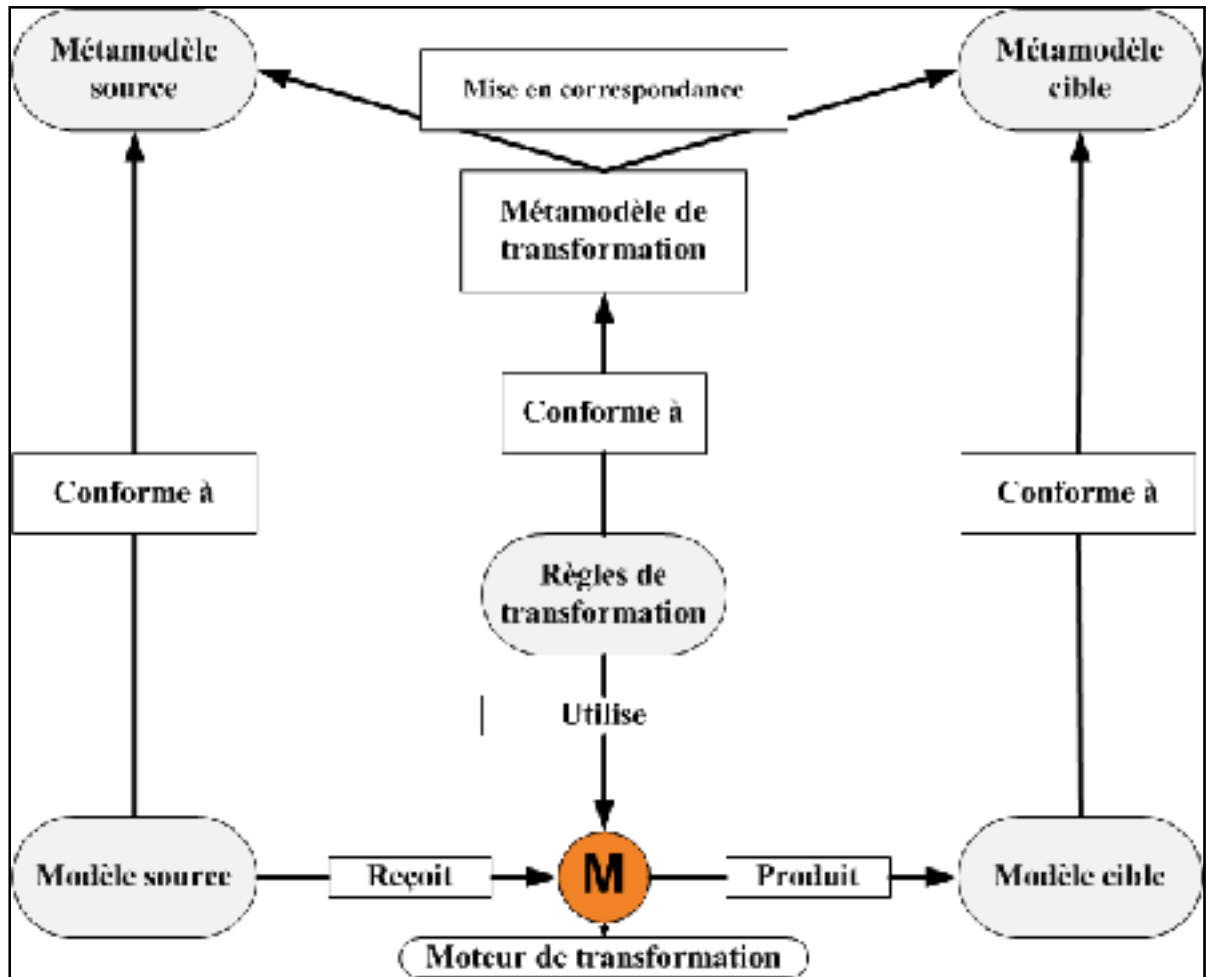 Métamodèle
source
Mise en correspondance
Métamodèle
cible
Métamodèle de
transformation
Conforme à
Conforme à
Conforme à
Règles de
transformation
Utilise
Modèle source
Reçoit
M
Produit
Modèle cible
Moteur de transformation